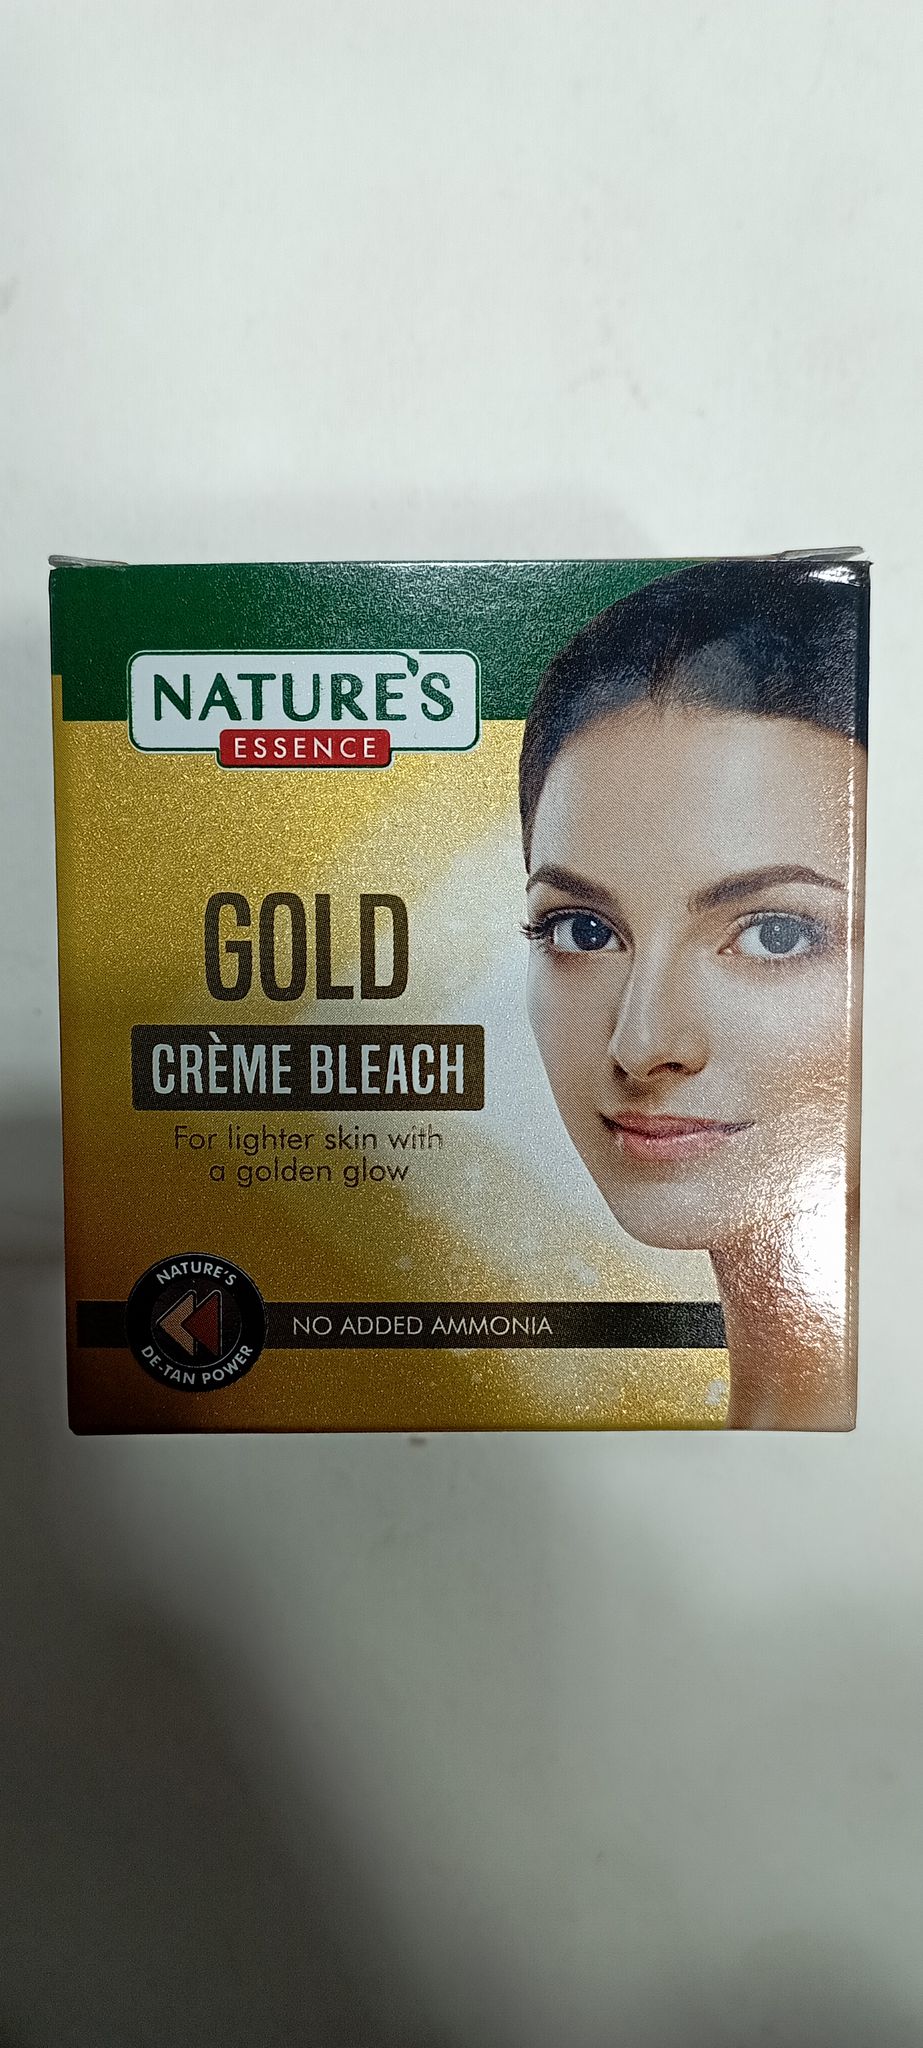 NATURE'S
ESSENCE
GOLD
CRÈME BLEACH
For lighter skin with
a golden glow
NATURE'S
DE-TAN POWER
NO ADDED AMMONIA